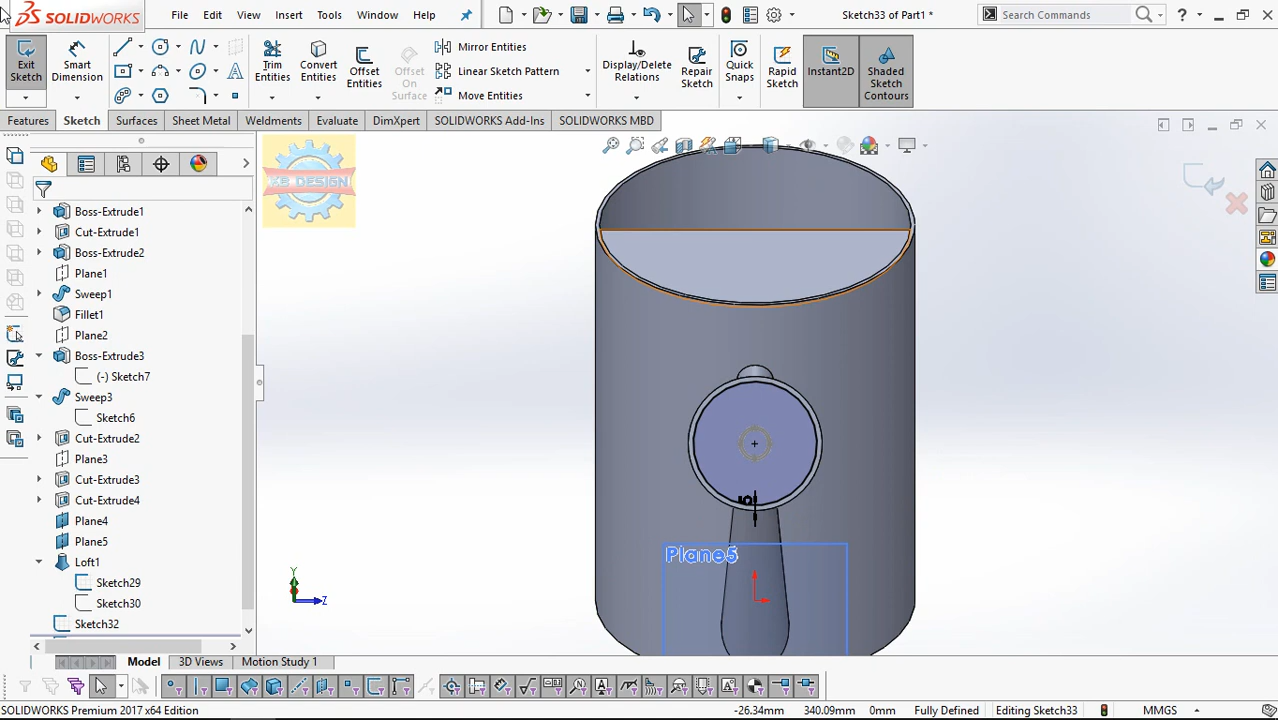 SOLIDWORKS File Edit View Insert Tools Window Help Sketch33 of Part1 * Search Commands ?
Exit Sketch Smart Dimension Trim Entities Convert Entities Offset Entities Offset On Surface Mirror Entities Display/Delete Relations Repair Sketch Quick Snaps Rapid Sketch Instant2D Shaded Sketch Contours
Linear Sketch Pattern
Move Entities
Features Sketch Surfaces Sheet Metal Weldments Evaluate DimXpert SOLIDWORKS Add-Ins SOLIDWORKS MBD
KB DESIGN
Boss-Extrude1
Cut-Extrude1
Boss-Extrude2
Plane1
Sweep1
Fillet1
Plane2
Boss-Extrude3
(-) Sketch7
Sweep3
Sketch6
Cut-Extrude2
Plane3
Cut-Extrude3
Cut-Extrude4
Plane4
Plane5
Loft1
Sketch29
Sketch30
Sketch32
Plane5
Y
Z
Model 3D Views Motion Study 1
SOLIDWORKS Premium 2017 x64 Edition -26.34mm 340.09mm 0mm Fully Defined Editing Sketch33 MMGS